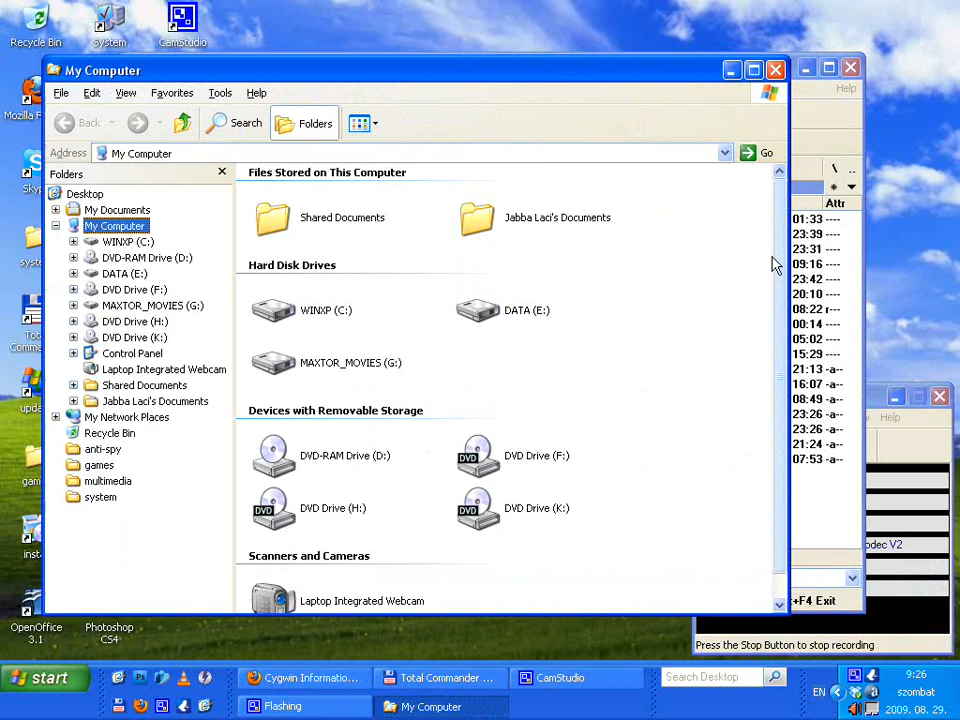 Recycle Bin
System
CamStudio
My Computer
File Edit View Favorites Tools Help
Help
Back Search Folders
Address My Computer Go
Folders
Desktop
My Documents
My Computer
WINXP (C:)
DVD-RAM Drive (D:)
DATA (E:)
DVD Drive (F:)
MAXTOR_MOVIES (G:)
DVD Drive (H:)
DVD Drive (K:)
Control Panel
Laptop Integrated Webcam
Shared Documents
Jabba Laci's Documents
My Network Places
Recycle Bin
anti-spy
games
multimedia
system
Files Stored on This Computer
Shared Documents
Jabba Laci's Documents
Hard Disk Drives
WINXP (C:)
DATA (E:)
MAXTOR_MOVIES (G:)
Devices with Removable Storage
DVD-RAM Drive (D:)
DVD Drive (F:)
DVD
DVD Drive (H:)
DVD
DVD Drive (K:)
DVD
Scanners and Cameras
Laptop Integrated Webcam
\ ..
* ▼
Attr
01:33 ----
23:39 ----
23:31 ----
09:16 ----
23:42 ----
20:10 ----
08:22 r---
00:14 ----
05:02 ----
15:29 ----
21:13 -a--
16:07 -a--
08:49 -a--
23:26 -a--
23:26 -a--
21:24 -a--
07:53 -a--
+F4 Exit
Help
odec V2
Press the Stop Button to stop recording
Mozilla F
Skyp
syst
Tot
Comma
upda
gam
inst
OpenOffice
3.1
Photoshop
CS4
start
Cygwin Informatio...
Total Commander ...
CamStudio
Search Desktop
Flashing
My Computer
EN
9:26
szombat
2009. 08. 29.